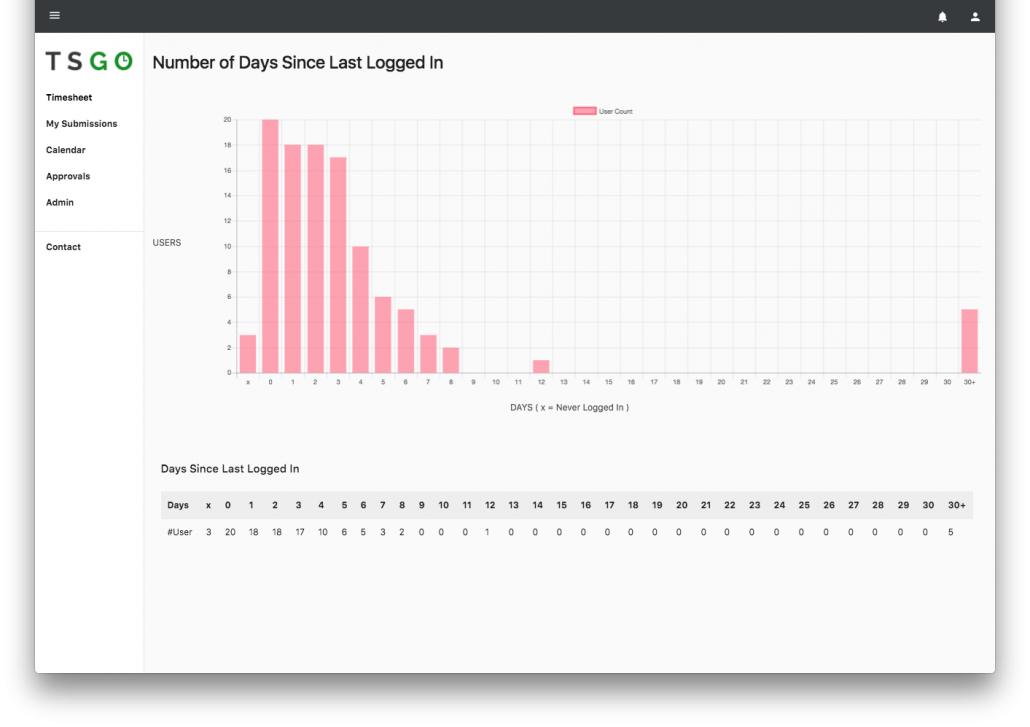 TSGO
Number of Days Since Last Logged In
Timesheet
My Submissions
Calendar
Approvals
Admin
Contact
User Count
20
18
16
14
12
USERS
10
8
6
4
2
0
x 0 1 2 3 4 5 6 7 8 9 10 11 12 13 14 15 16 17 18 19 20 21 22 23 24 25 26 27 28 29 30 30+
DAYS ( x = Never Logged In )
Days Since Last Logged In
Days x 0 1 2 3 4 5 6 7 8 9 10 11 12 13 14 15 16 17 18 19 20 21 22 23 24 25 26 27 28 29 30 30+
#User 3 20 18 18 17 10 6 5 3 2 0 0 0 1 0 0 0 0 0 0 0 0 0 0 0 0 0 0 0 0 0 0 5